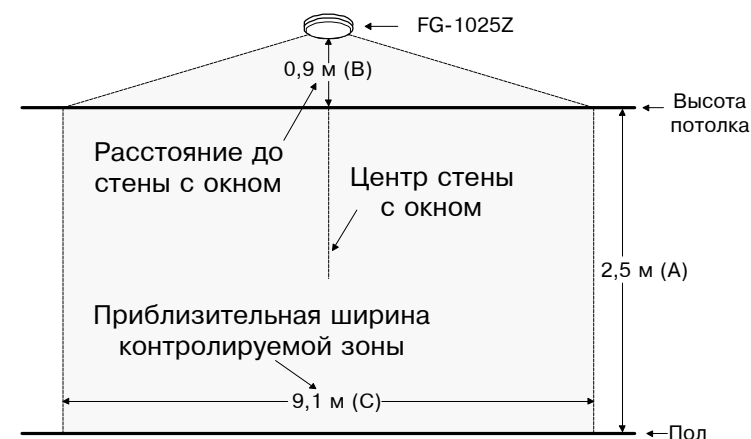 FG-1025Z
0,9 м (B)
Высота
потолка
Расстояние до
стены с окном
Центр стены
с окном
2,5 м (A)
Приблизительная ширина
контролируемой зоны
9,1 м (C)
Пол